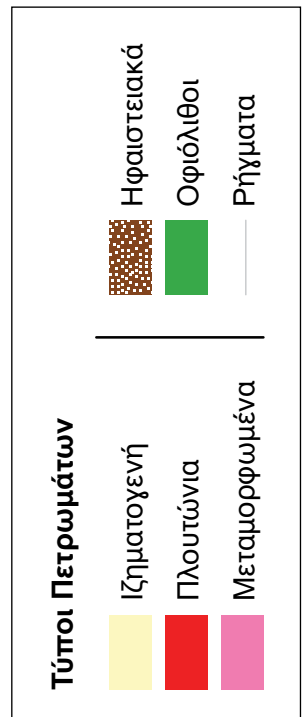 Τύποι Πετρωμάτων
Ιζηματογενή
Πλουτώνια
Μεταμορφωμένα
Ηφαιστειακά
Οφιόλιθοι
Ρήγματα